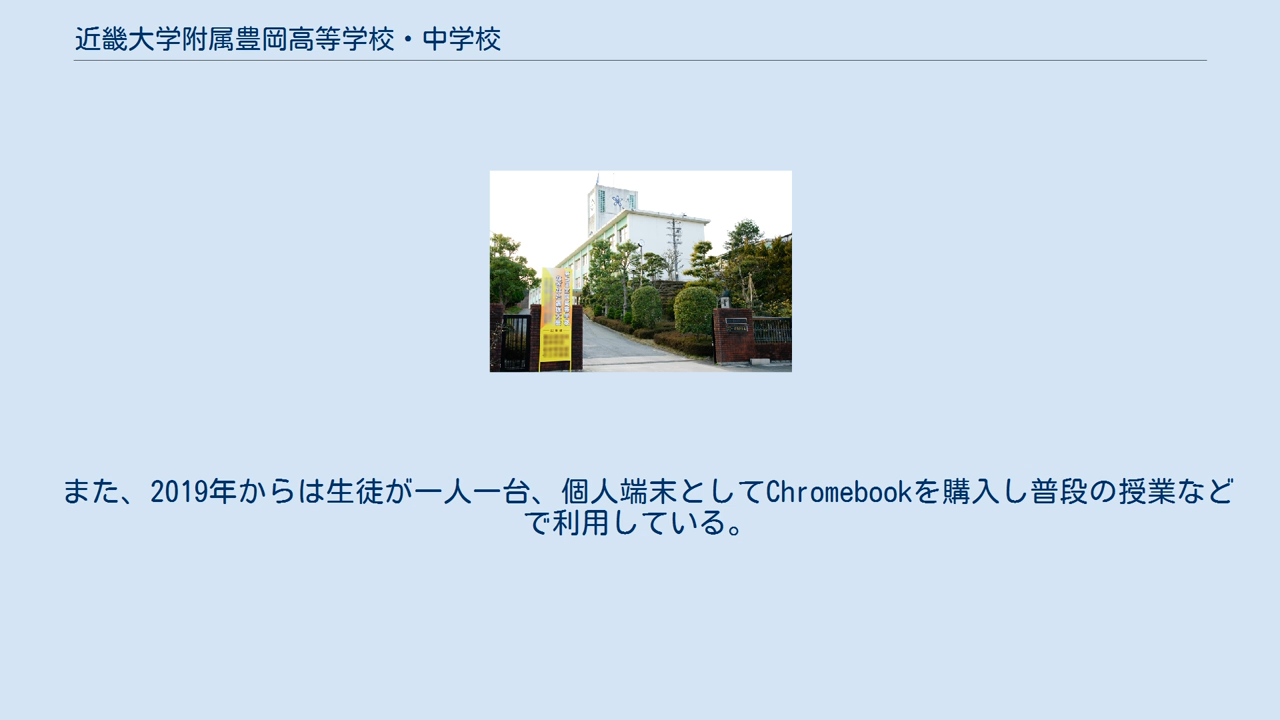 近畿大学附属豊岡高等学校・中学校
また、2019年からは生徒が一人一台、個人端末としてChromebookを購入し普段の授業など
で利用している。